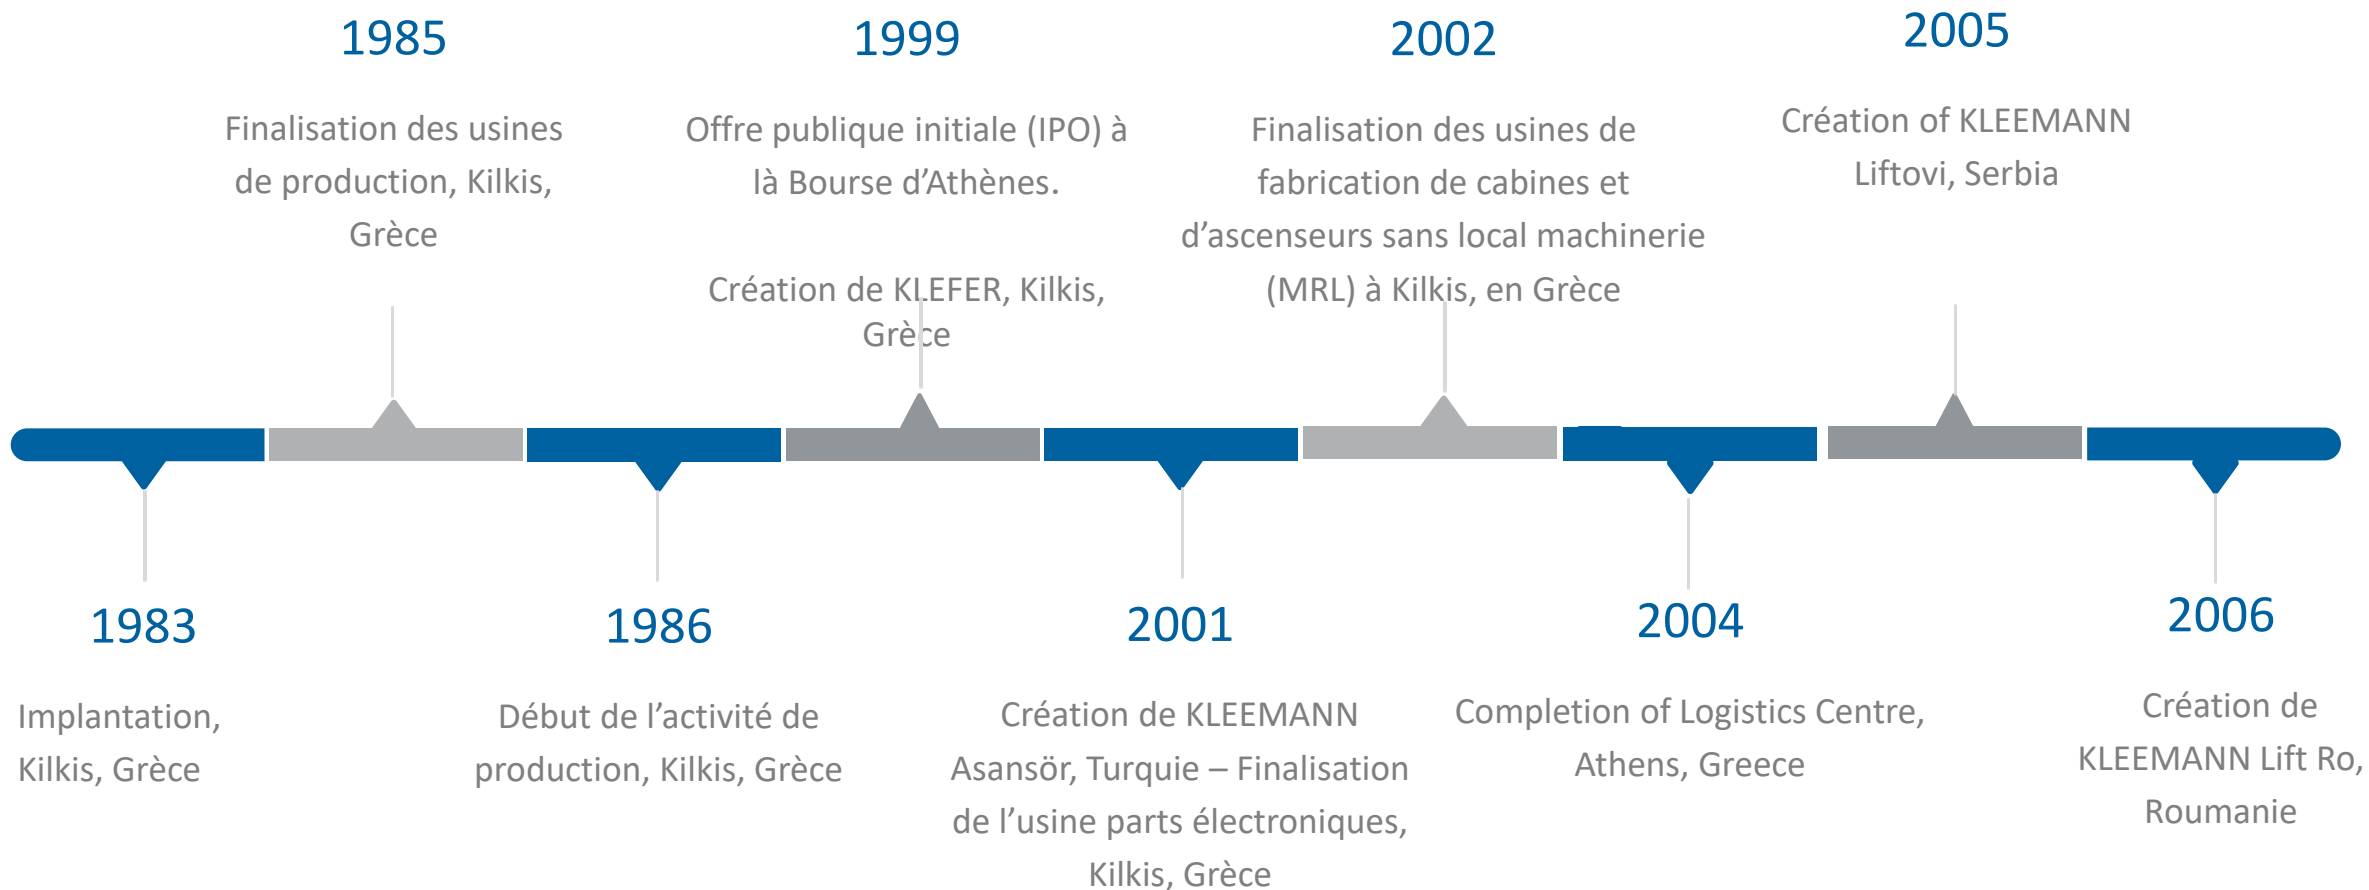 1985
Finalisation des usines
de production, Kilkis,
Grèce
1999
Offre publique initiale (IPO) à
là Bourse d’Athènes.
Création de KLEFER, Kilkis,
Grèce
2002
Finalisation des usines de
fabrication de cabines et
d’ascenseurs sans local machinerie
(MRL) à Kilkis, en Grèce
2005
Création of KLEEMANN
Liftovi, Serbia
1983
Implantation,
Kilkis, Grèce
1986
Début de l’activité de
production, Kilkis, Grèce
2001
Création de KLEEMANN
Asansör, Turquie – Finalisation
de l’usine parts électroniques,
Kilkis, Grèce
2004
Completion of Logistics Centre,
Athens, Greece
2006
Création de
KLEEMANN Lift Ro,
Roumanie